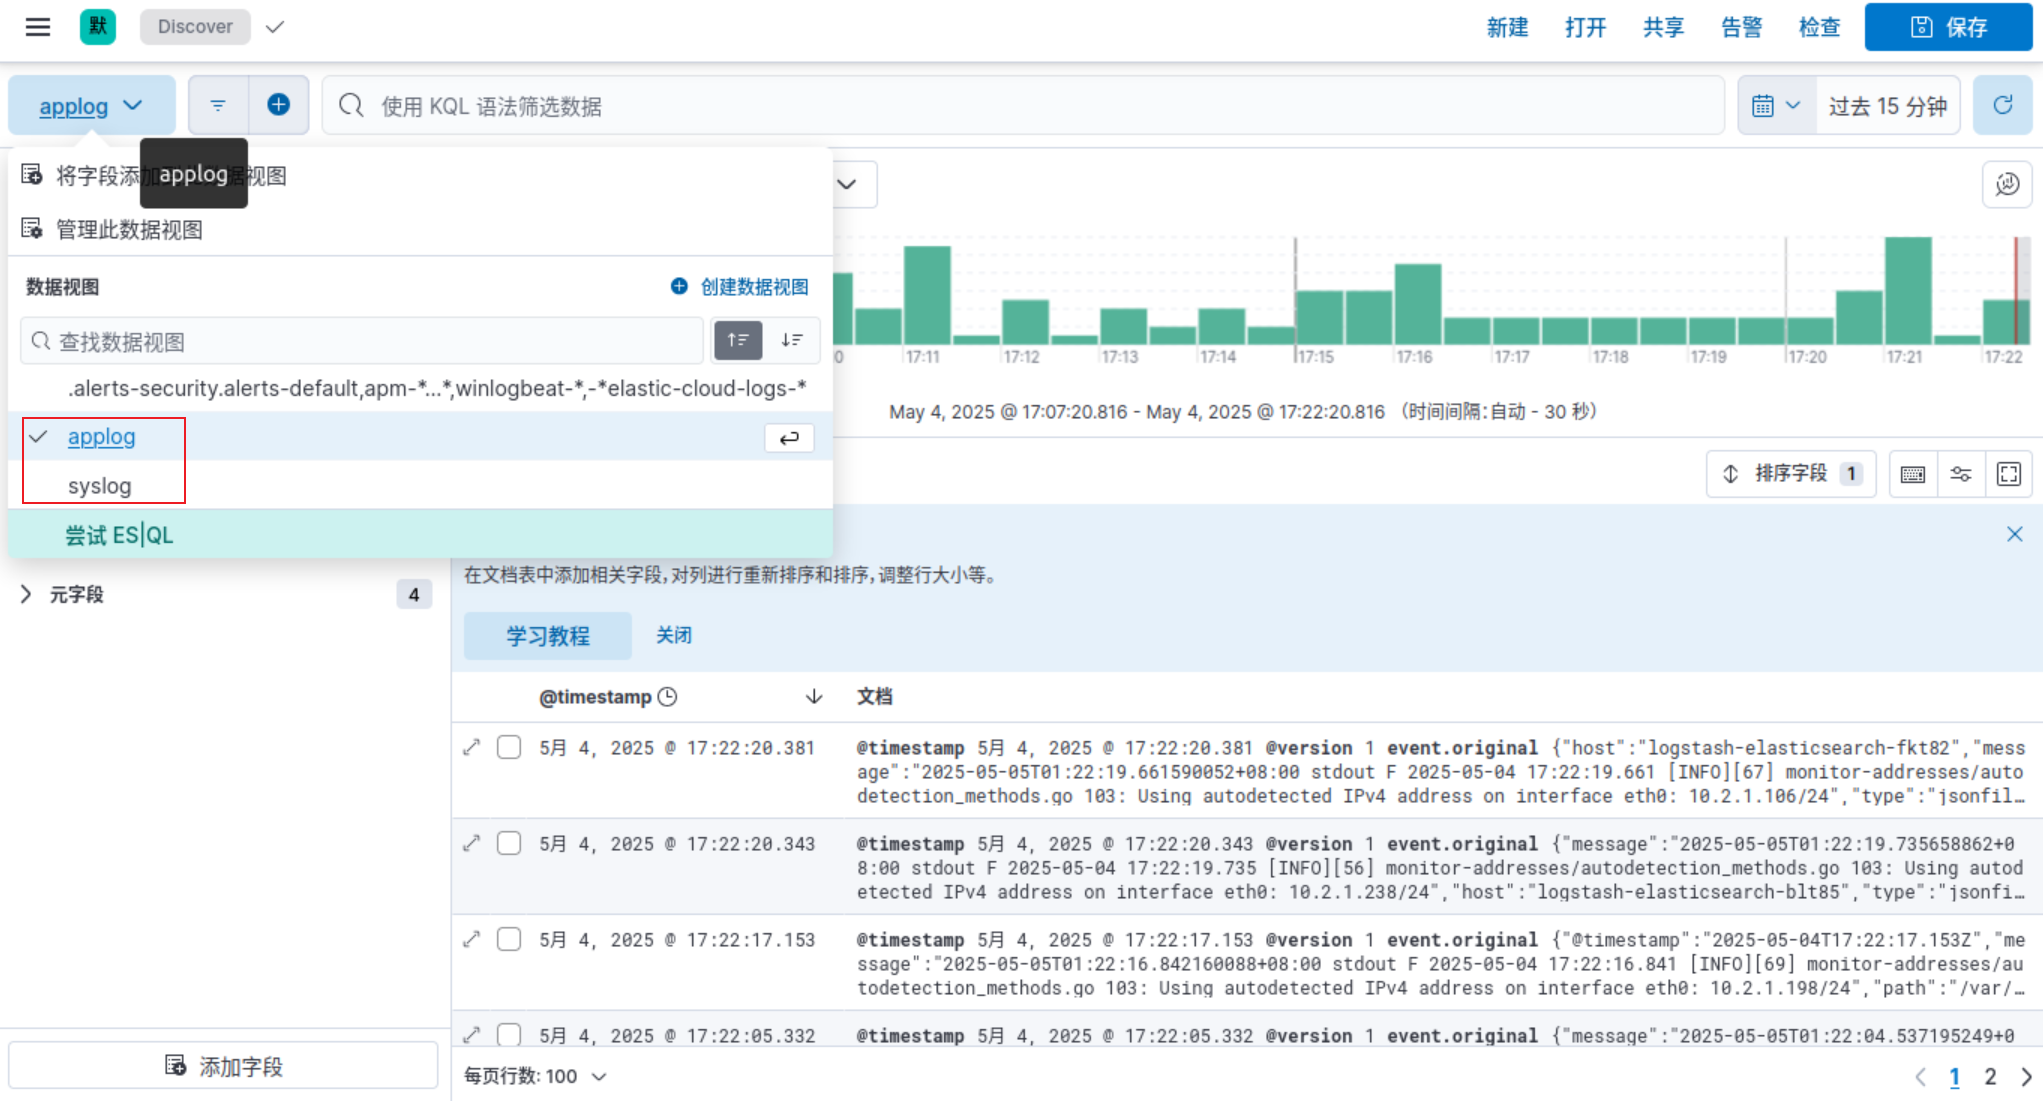 默 Discover 新建 打开 共享 告警 检查 保存
applog 使用 KQL 语法筛选数据 过去 15 分钟
将字段添加到此数据视图
applog
管理此数据视图
数据视图 创建数据视图
查找数据视图
.alerts-security.alerts-default,apm-*...*,winlogbeat-*,-*elastic-cloud-logs-*
applog
syslog
尝试 ES|QL
0 17:11 17:12 17:13 17:14 17:15 17:16 17:17 17:18 17:19 17:20 17:21 17:22
May 4, 2025 @ 17:07:20.816 - May 4, 2025 @ 17:22:20.816 （时间间隔：自动 - 30 秒）
排序字段 1
元字段 4
在文档表中添加相关字段，对列进行重新排序和排序，调整行大小等。
学习教程 关闭
@timestamp 文档
5月 4, 2025 @ 17:22:20.381 @timestamp 5月 4, 2025 @ 17:22:20.381 @version 1 event.original {"host":"logstash-elasticsearch-fkt82","mess
age":"2025-05-05T01:22:19.661590052+08:00 stdout F 2025-05-04 17:22:19.661 [INFO][67] monitor-addresses/auto
detection_methods.go 103: Using autodetected IPv4 address on interface eth0: 10.2.1.106/24","type":"jsonfil…
5月 4, 2025 @ 17:22:20.343 @timestamp 5月 4, 2025 @ 17:22:20.343 @version 1 event.original {"message":"2025-05-05T01:22:19.735658862+0
8:00 stdout F 2025-05-04 17:22:19.735 [INFO][56] monitor-addresses/autodetection_methods.go 103: Using autod
etected IPv4 address on interface eth0: 10.2.1.238/24","host":"logstash-elasticsearch-blt85","type":"jsonfi…
5月 4, 2025 @ 17:22:17.153 @timestamp 5月 4, 2025 @ 17:22:17.153 @version 1 event.original {"@timestamp":"2025-05-04T17:22:17.153Z","me
ssage":"2025-05-05T01:22:16.842160088+08:00 stdout F 2025-05-04 17:22:16.841 [INFO][69] monitor-addresses/au
todetection_methods.go 103: Using autodetected IPv4 address on interface eth0: 10.2.1.198/24","path":"/var/…
5月 4, 2025 @ 17:22:05.332 @timestamp 5月 4, 2025 @ 17:22:05.332 @version 1 event.original {"message":"2025-05-05T01:22:04.537195249+0
添加字段
每页行数: 100 1 2